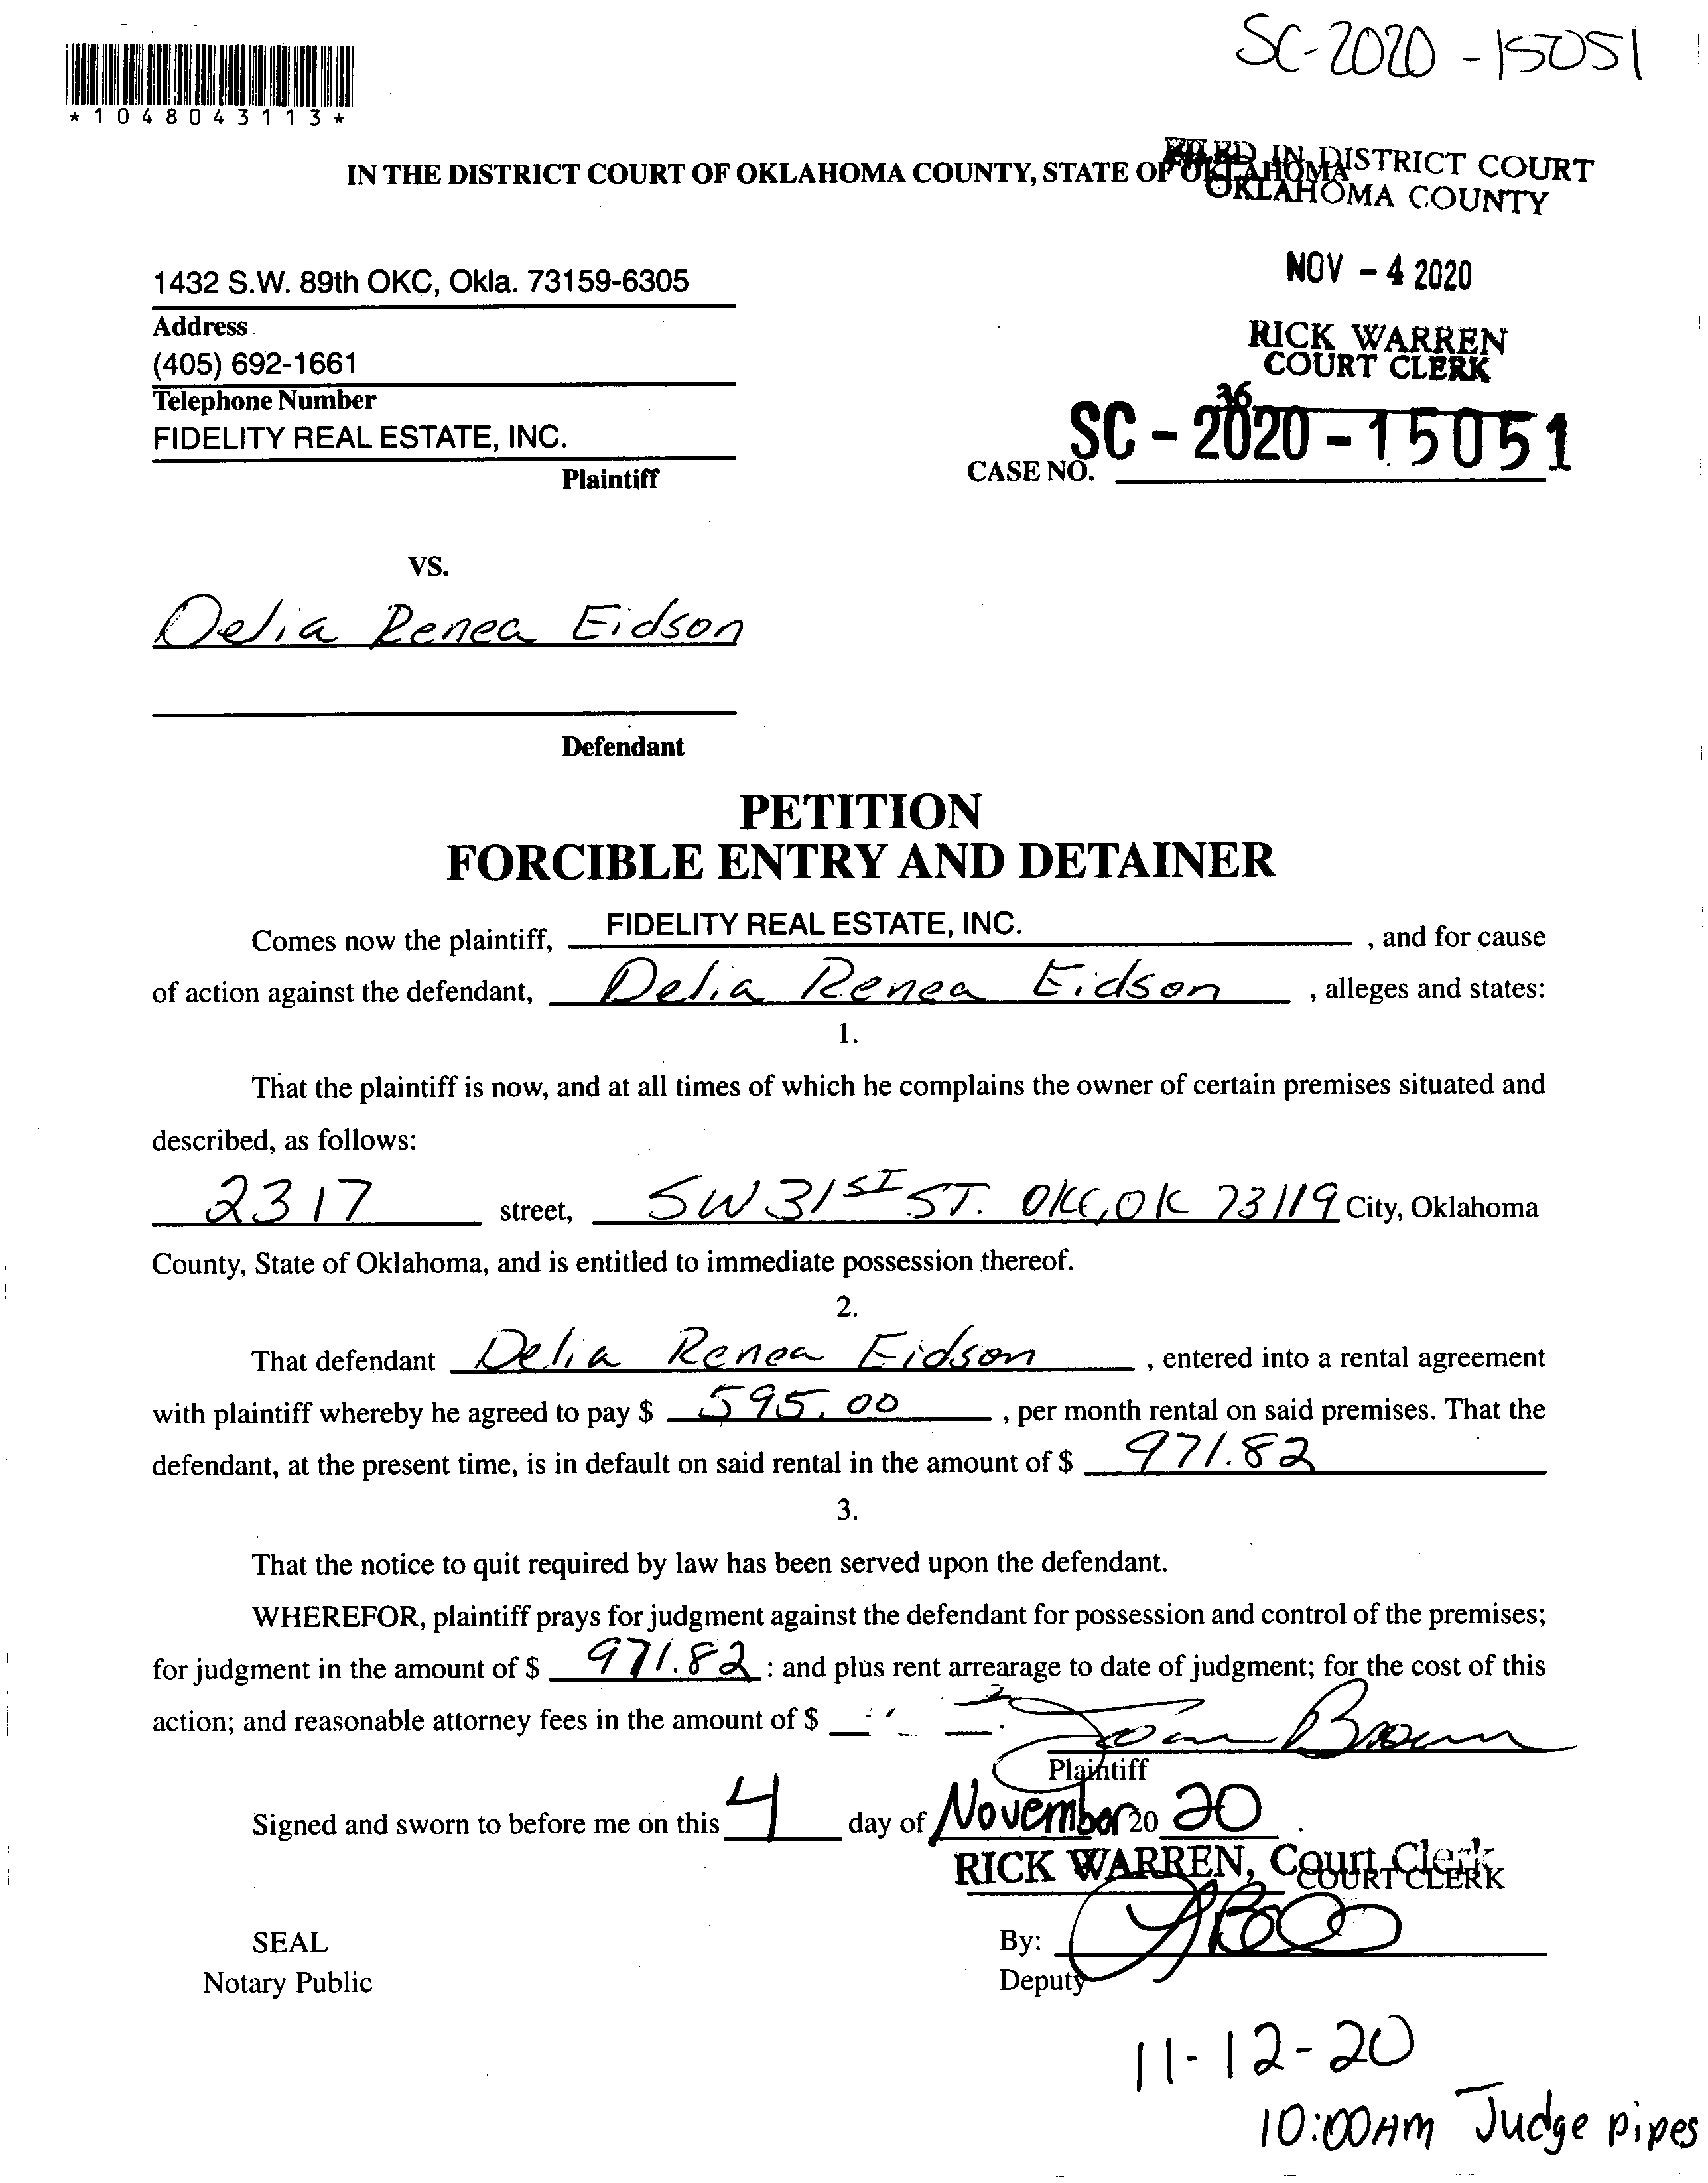 SC-2020-15051
*1048043113*
IN THE DISTRICT COURT OF OKLAHOMA COUNTY, STATE OF OKLAHOMA
FILED IN DISTRICT COURT
OKLAHOMA COUNTY
NOV - 4 2020
RICK WARREN
COURT CLERK
36
1432 S.W. 89th OKC, Okla. 73159-6305
Address
(405) 692-1661
Telephone Number
FIDELITY REAL ESTATE, INC.
Plaintiff
CASE NO. SC - 2020 - 15051
VS.
Delia Renea Eidson
Defendant
PETITION
FORCIBLE ENTRY AND DETAINER
Comes now the plaintiff, FIDELITY REAL ESTATE, INC. , and for cause
of action against the defendant, Delia Renea Eidson , alleges and states:
1.
That the plaintiff is now, and at all times of which he complains the owner of certain premises situated and
described, as follows:
2317 street, SW 31ST ST. OKC, OK 73119 City, Oklahoma
County, State of Oklahoma, and is entitled to immediate possession thereof.
2.
That defendant Delia Renea Eidson , entered into a rental agreement
with plaintiff whereby he agreed to pay $ 595.00 , per month rental on said premises. That the
defendant, at the present time, is in default on said rental in the amount of $ 971.82
3.
That the notice to quit required by law has been served upon the defendant.
WHEREFOR, plaintiff prays for judgment against the defendant for possession and control of the premises;
for judgment in the amount of $ 971.82 : and plus rent arrearage to date of judgment; for the cost of this
action; and reasonable attorney fees in the amount of $
Joan Brown
Plaintiff
Signed and sworn to before me on this 4 day of November 20 20 .
RICK WARREN, Court Clerk
COURT CLERK
SEAL
By:
Notary Public
Deputy
11-12-20
10:00AM Judge pipes